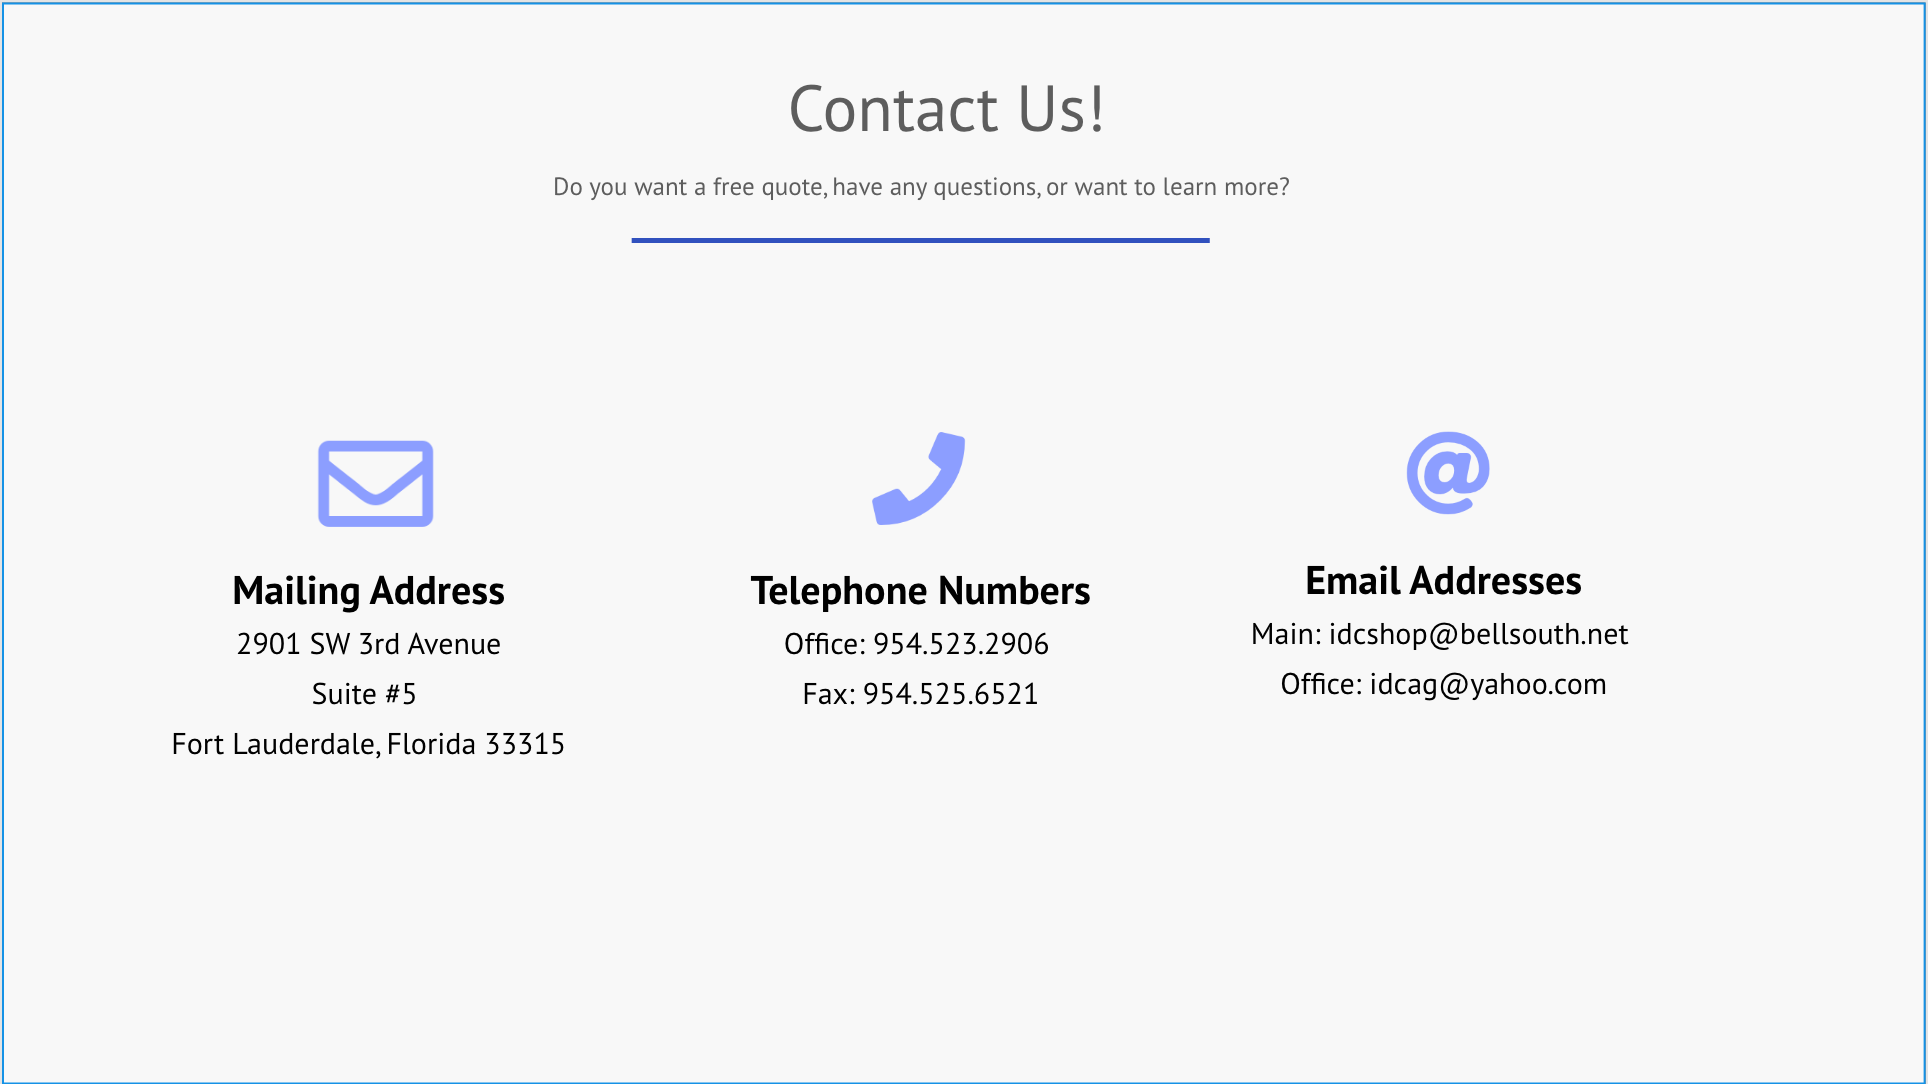 Contact Us!
Do you want a free quote, have any questions, or want to learn more?
Mailing Address
2901 SW 3rd Avenue
Suite #5
Fort Lauderdale, Florida 33315
Telephone Numbers
Office: 954.523.2906
Fax: 954.525.6521
Email Addresses
Main: idcshop@bellsouth.net
Office: idcag@yahoo.com